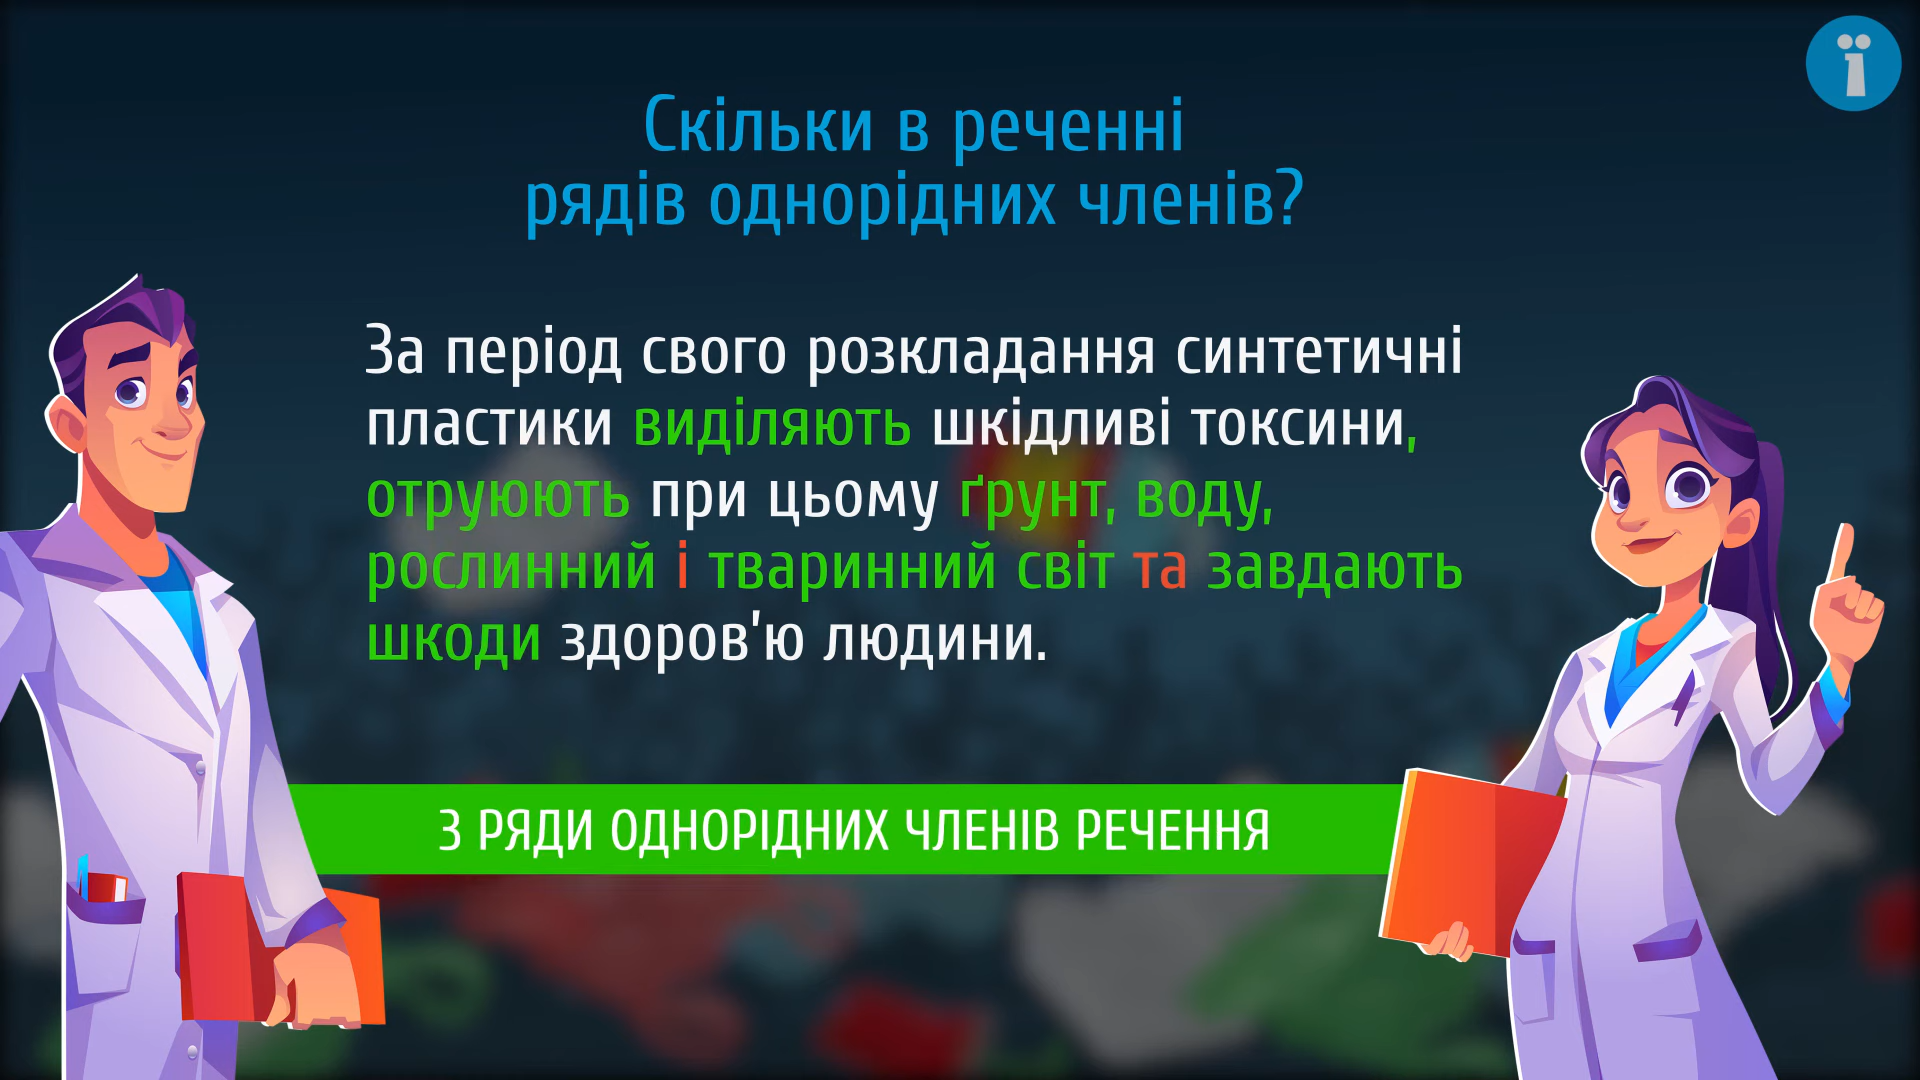 ї
Скільки в реченні
рядів однорідних членів?
За період свого розкладання синтетичні
пластики виділяють шкідливі токсини,
отруюють при цьому ґрунт, воду,
рослинний і тваринний світ та завдають
шкоди здоров’ю людини.
3 РЯДИ ОДНОРІДНИХ ЧЛЕНІВ РЕЧЕННЯ